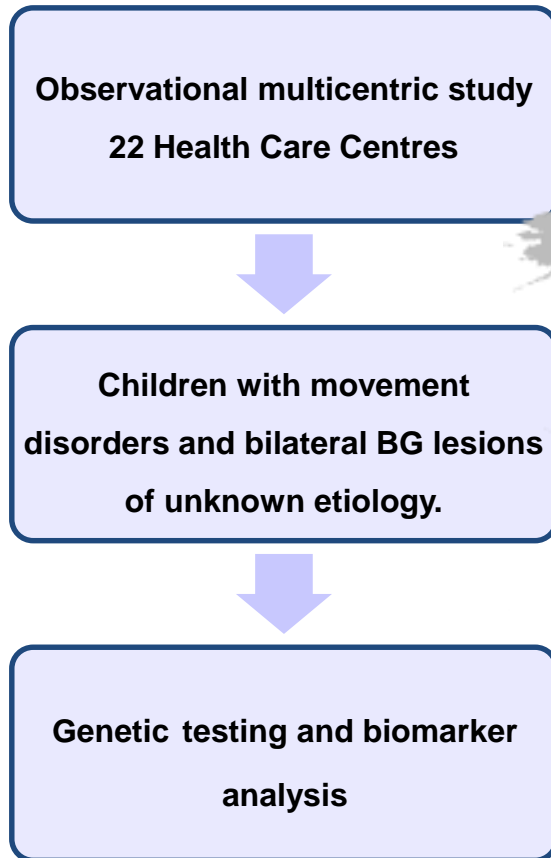 Observational multicentric study
22 Health Care Centres
Children with movement
disorders and bilateral BG lesions
of unknown etiology.
Genetic testing and biomarker
analysis